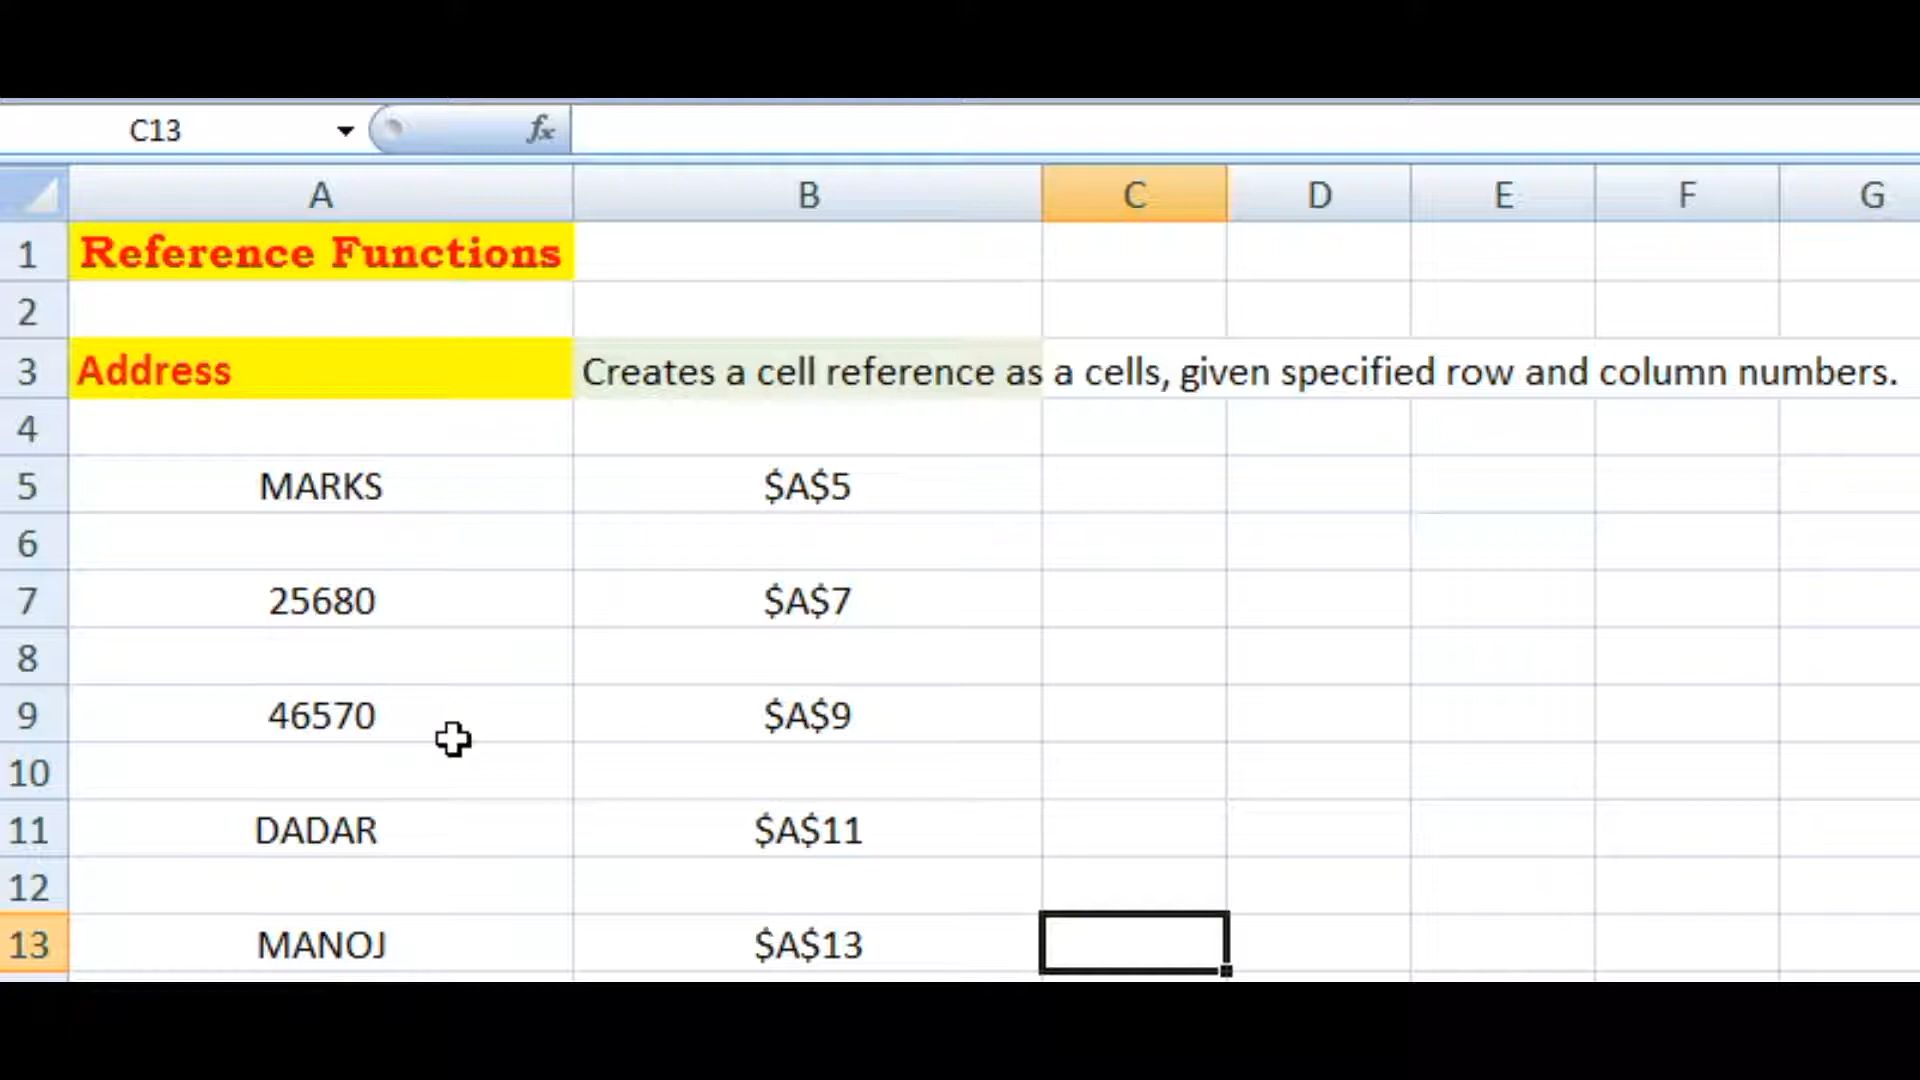 C13 fx
A B C D E F G
1 Reference Functions
2
3 Address Creates a cell reference as a cells, given specified row and column numbers.
4
5 MARKS $A$5
6
7 25680 $A$7
8
9 46570 $A$9
10
11 DADAR $A$11
12
13 MANOJ $A$13